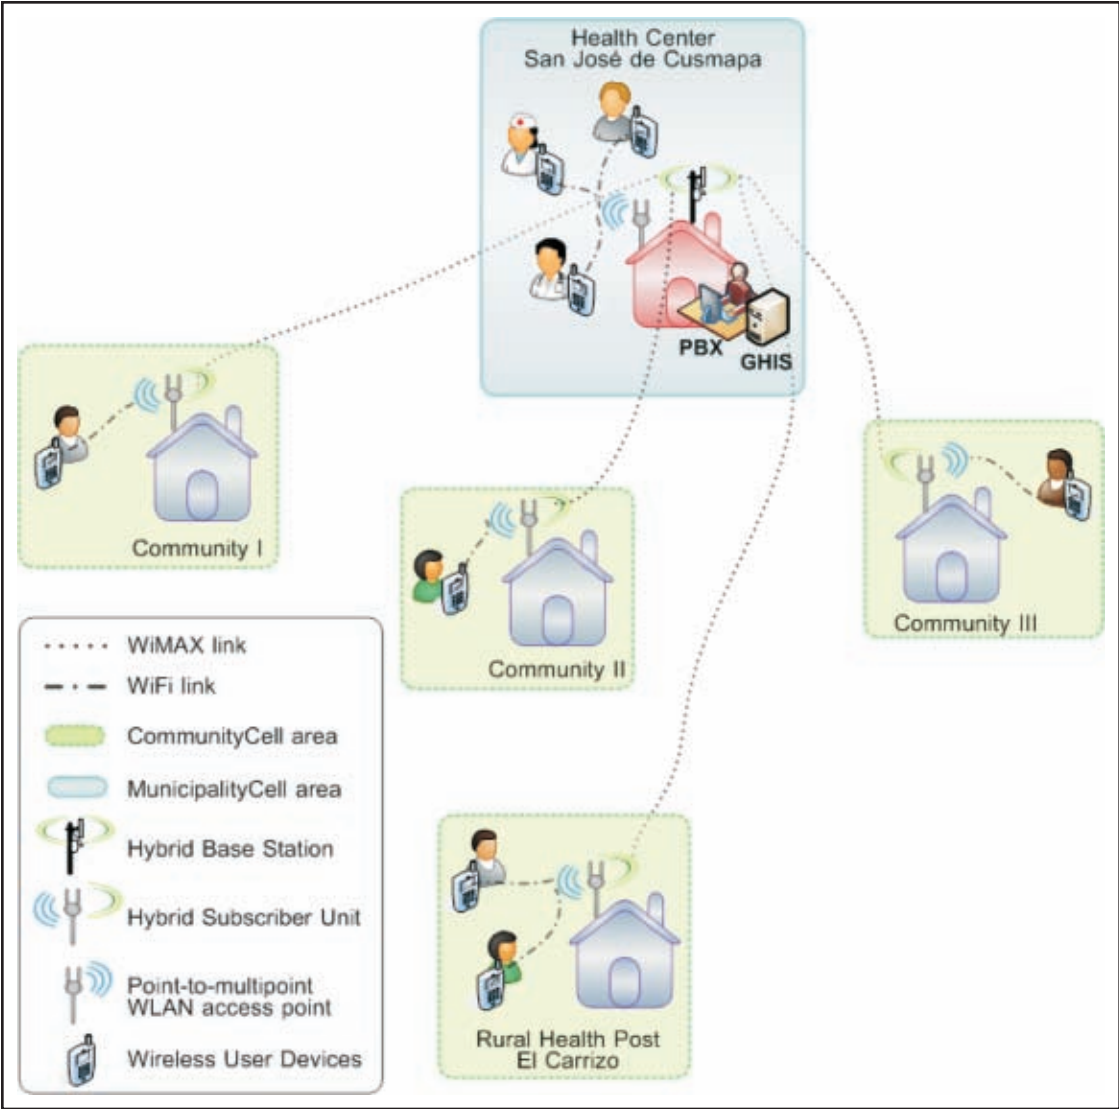 Health Center
San José de Cusmapa
PBX
GHIS
Community I
Community II
Community III
WiMAX link
WiFi link
CommunityCell area
MunicipalityCell area
Hybrid Base Station
Hybrid Subscriber Unit
Point-to-multipoint
WLAN access point
Wireless User Devices
Rural Health Post
El Carrizo